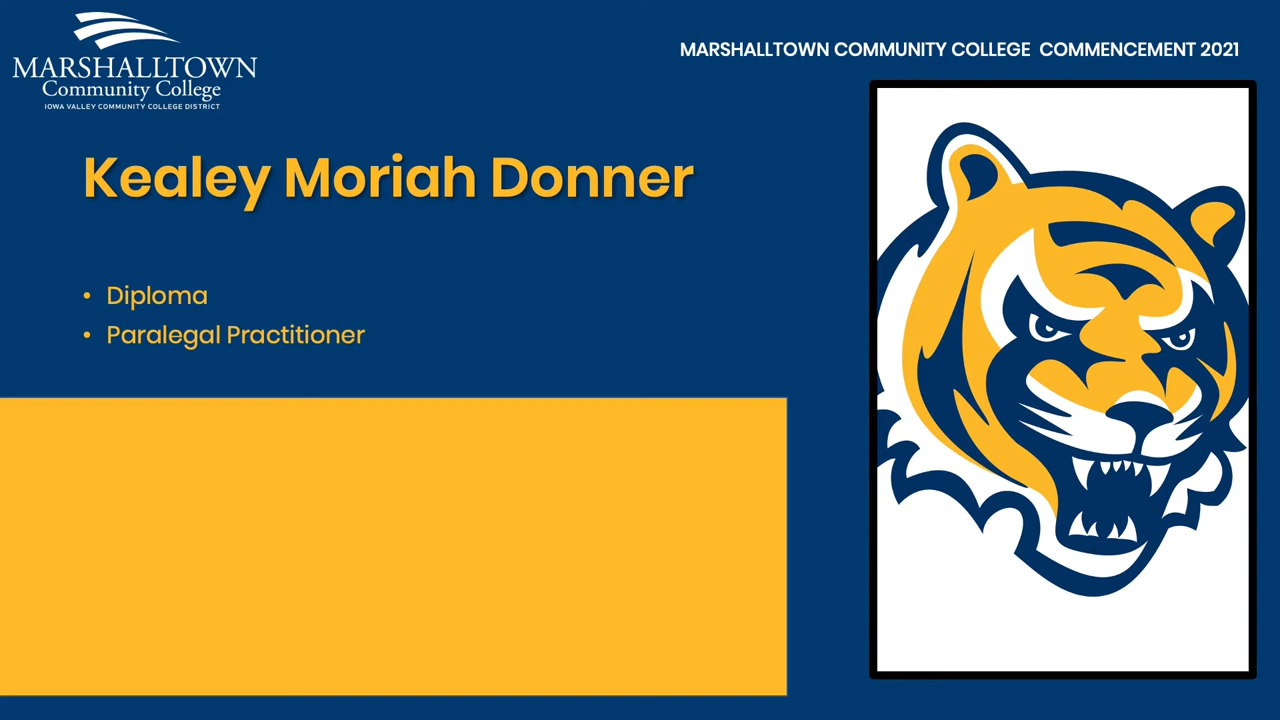 MARSHALLTOWN
Community College
IOWA VALLEY COMMUNITY COLLEGE DISTRICT
MARSHALLTOWN COMMUNITY COLLEGE COMMENCEMENT 2021
Kealey Moriah Donner
• Diploma
• Paralegal Practitioner